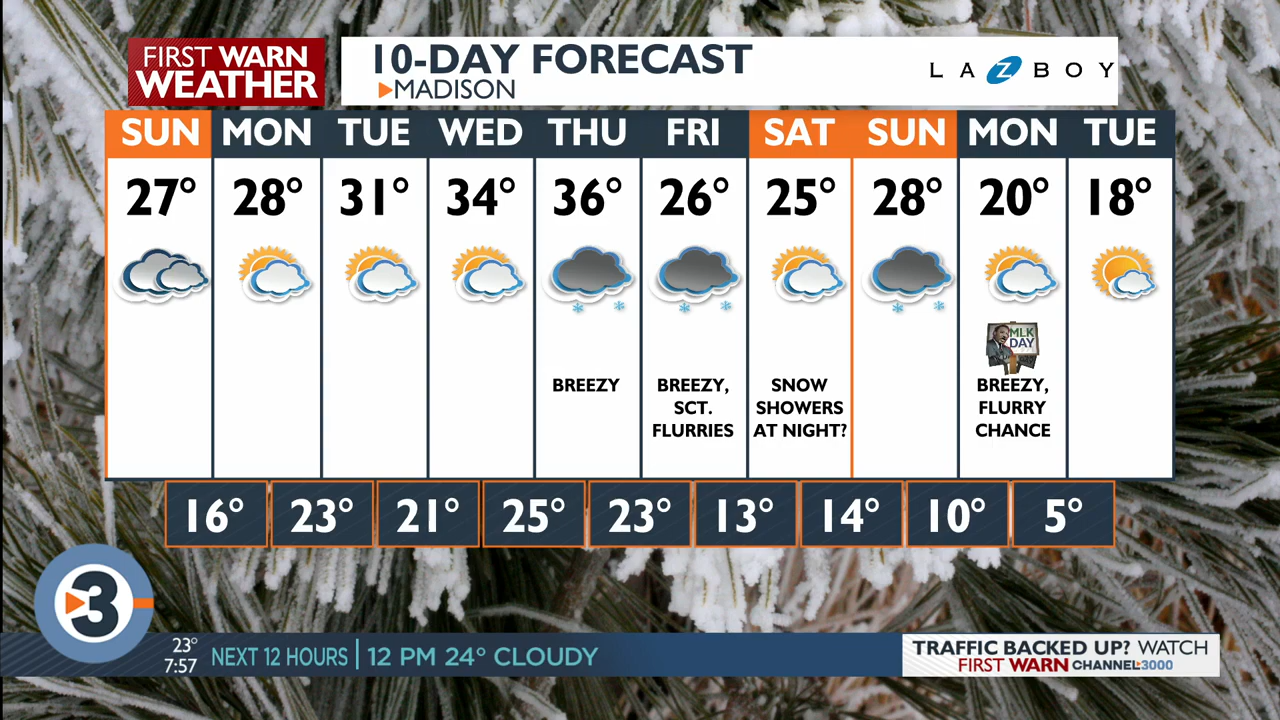 FIRST WARN
WEATHER
10-DAY FORECAST
MADISON
LA Z BOY
SUN MON TUE WED THU FRI SAT SUN MON TUE
27° 28° 31° 34° 36° 26° 25° 28° 20° 18°
MLK
DAY
BREEZY
BREEZY,
SCT.
FLURRIES
SNOW
SHOWERS
AT NIGHT?
BREEZY,
FLURRY
CHANCE
16° 23° 21° 25° 23° 13° 14° 10° 5°
3
23°
7:57
NEXT 12 HOURS | 12 PM 24° CLOUDY
TRAFFIC BACKED UP? WATCH
FIRST WARN CHANNEL3000